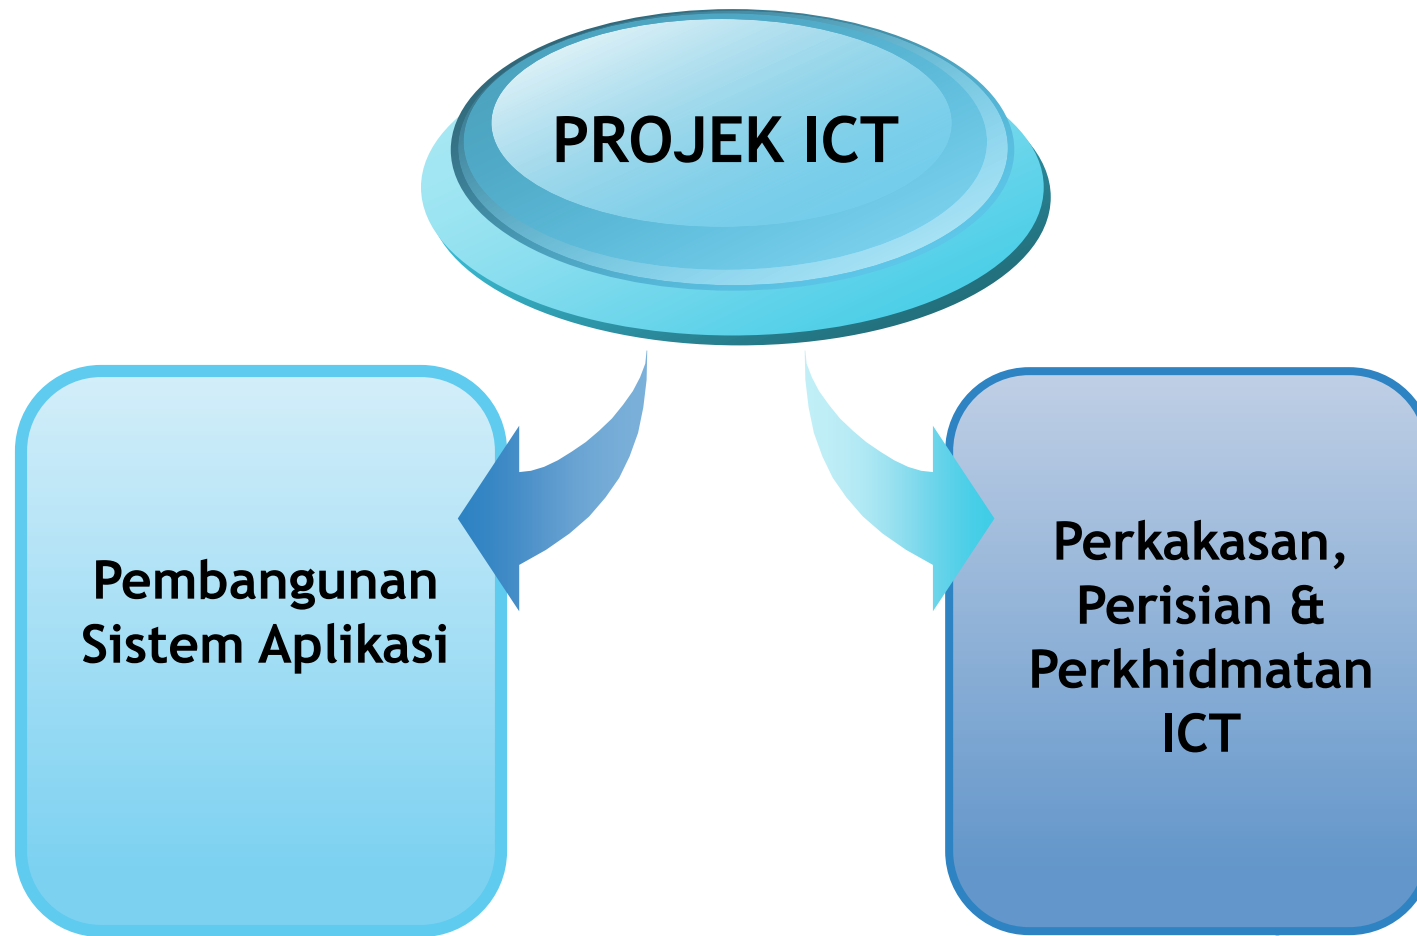 PROJEK ICT
Pembangunan
Sistem Aplikasi
Perkakasan,
Perisian &
Perkhidmatan
ICT